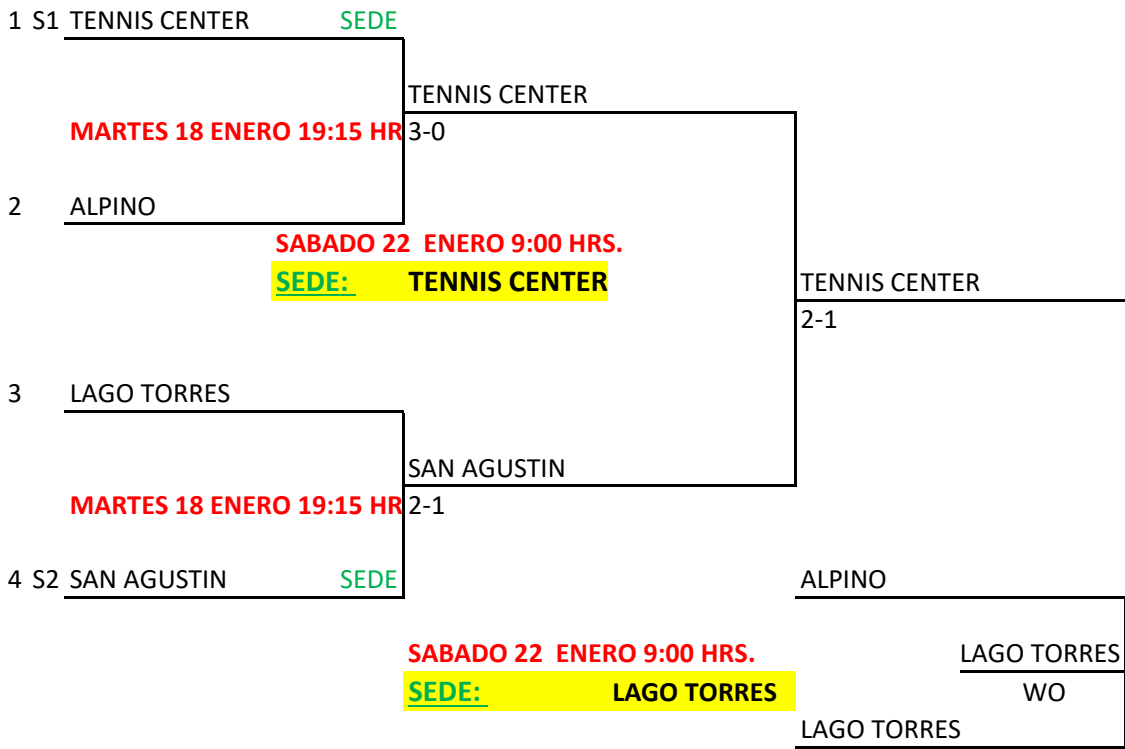 1 S1 TENNIS CENTER SEDE
TENNIS CENTER
MARTES 18 ENERO 19:15 HR 3-0
2 ALPINO
SABADO 22 ENERO 9:00 HRS.
SEDE: TENNIS CENTER
TENNIS CENTER
2-1
3 LAGO TORRES
SAN AGUSTIN
MARTES 18 ENERO 19:15 HR 2-1
4 S2 SAN AGUSTIN SEDE
ALPINO
SABADO 22 ENERO 9:00 HRS.
LAGO TORRES
SEDE: LAGO TORRES
WO
LAGO TORRES